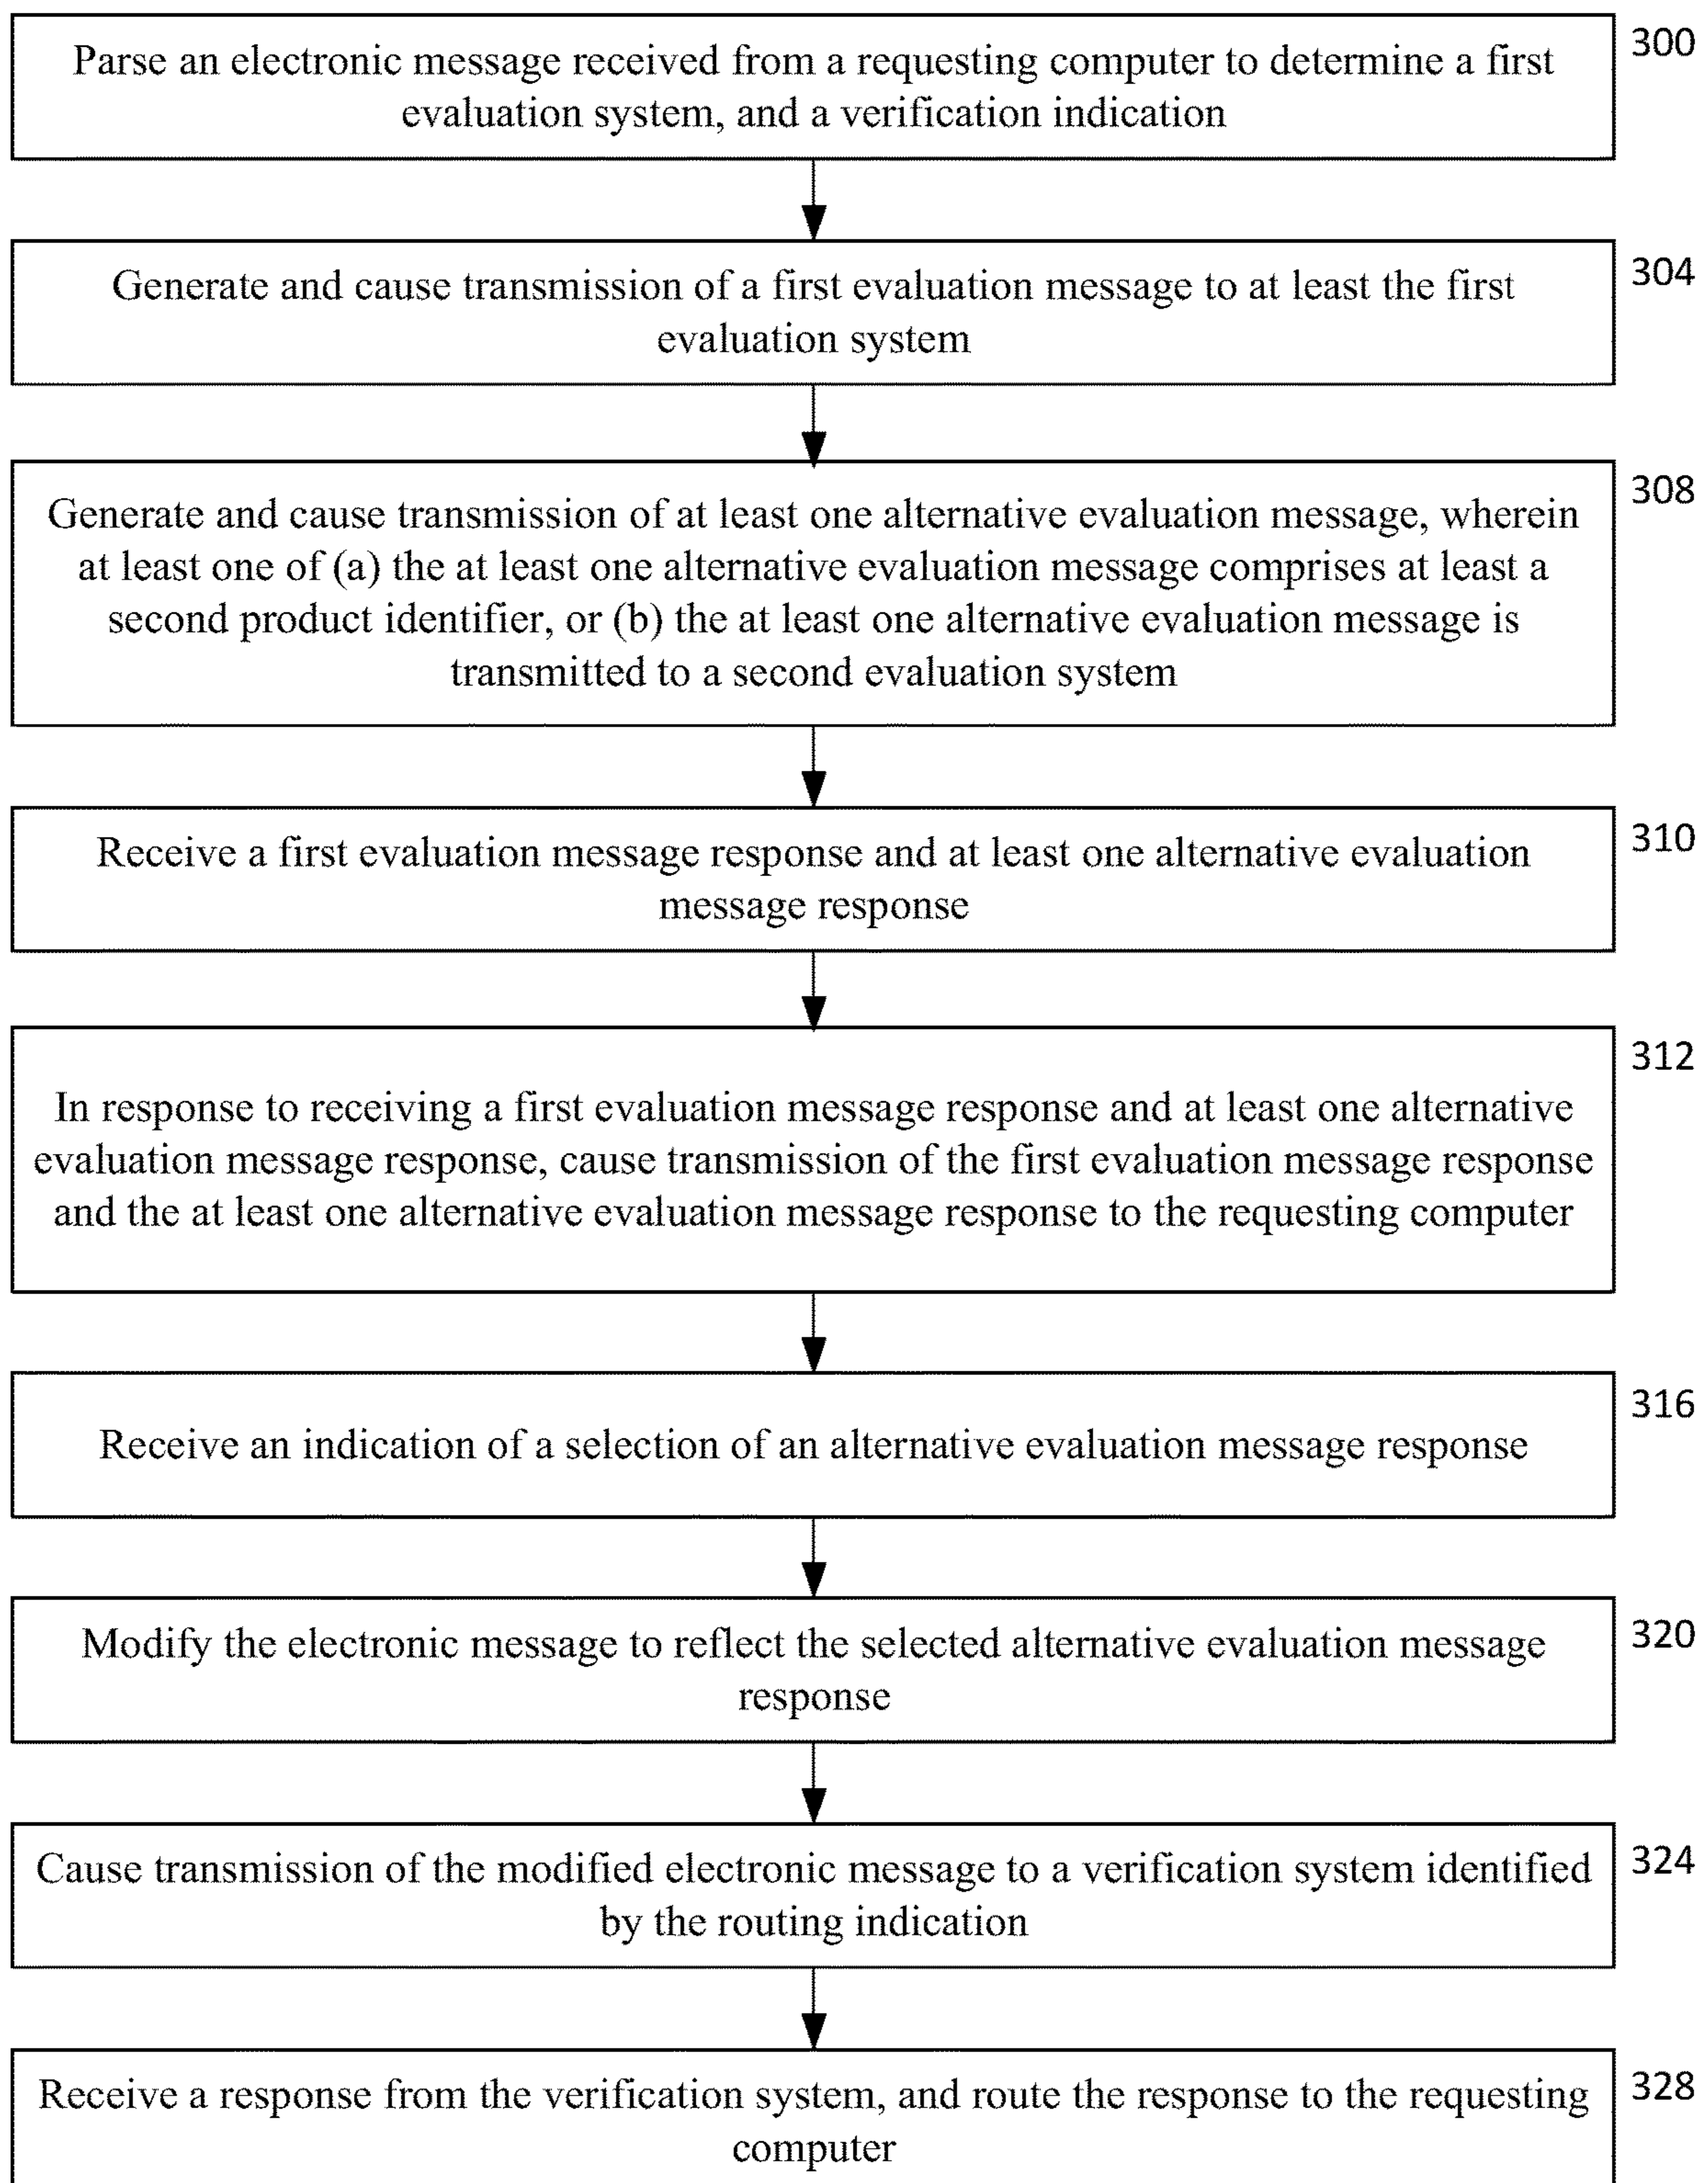 Parse an electronic message received from a requesting computer to determine a first
evaluation system, and a verification indication
300
Generate and cause transmission of a first evaluation message to at least the first
evaluation system
304
Generate and cause transmission of at least one alternative evaluation message, wherein
at least one of (a) the at least one alternative evaluation message comprises at least a
second product identifier, or (b) the at least one alternative evaluation message is
transmitted to a second evaluation system
308
Receive a first evaluation message response and at least one alternative evaluation
message response
310
In response to receiving a first evaluation message response and at least one alternative
evaluation message response, cause transmission of the first evaluation message response
and the at least one alternative evaluation message response to the requesting computer
312
Receive an indication of a selection of an alternative evaluation message response
316
Modify the electronic message to reflect the selected alternative evaluation message
response
320
Cause transmission of the modified electronic message to a verification system identified
by the routing indication
324
Receive a response from the verification system, and route the response to the requesting
computer
328